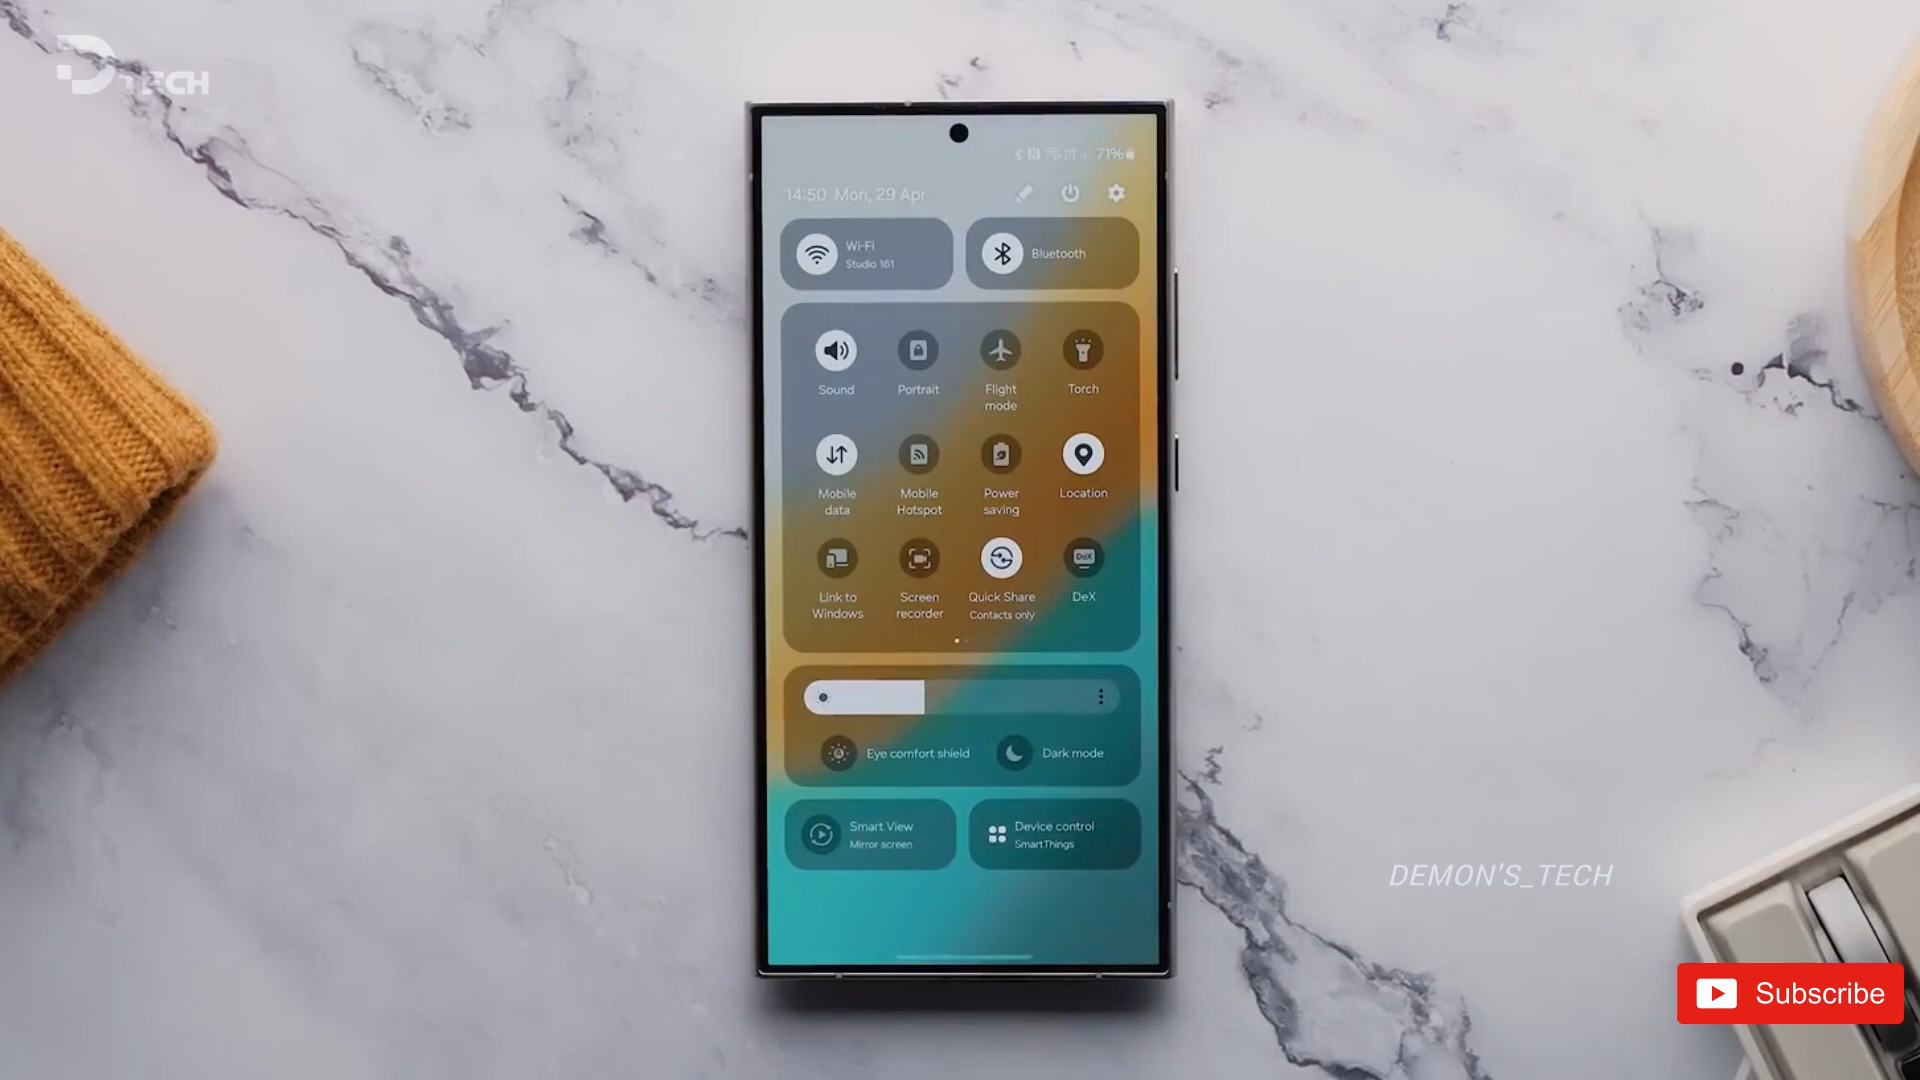 TECH
71%
14:50 Mon, 29 Apr
Wi-Fi
Studio 161
Bluetooth
Sound
Portrait
Flight
mode
Torch
Mobile
data
Mobile
Hotspot
Power
saving
Location
Link to
Windows
Screen
recorder
Quick Share
Contacts only
DeX
DeX
Eye comfort shield
Dark mode
Smart View
Mirror screen
Device control
SmartThings
DEMON'S_TECH
Subscribe